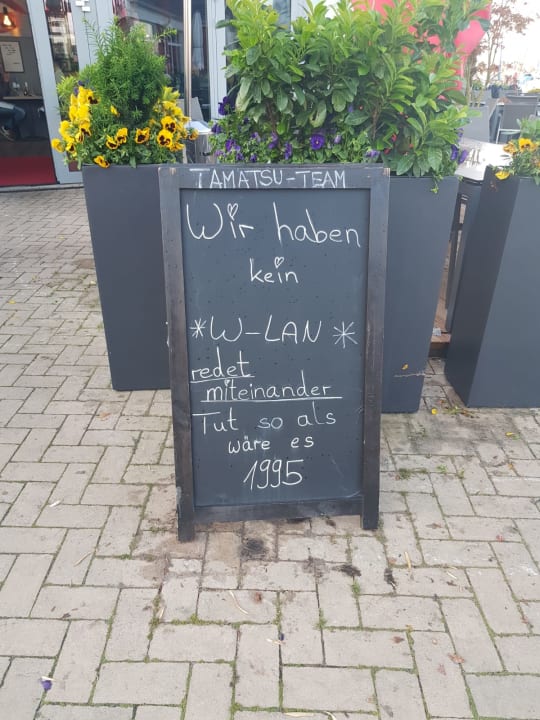 TAMATSU-TEAM
Wir haben
kein
*W-LAN*
redet
miteinander
Tut so als
wäre es
1995